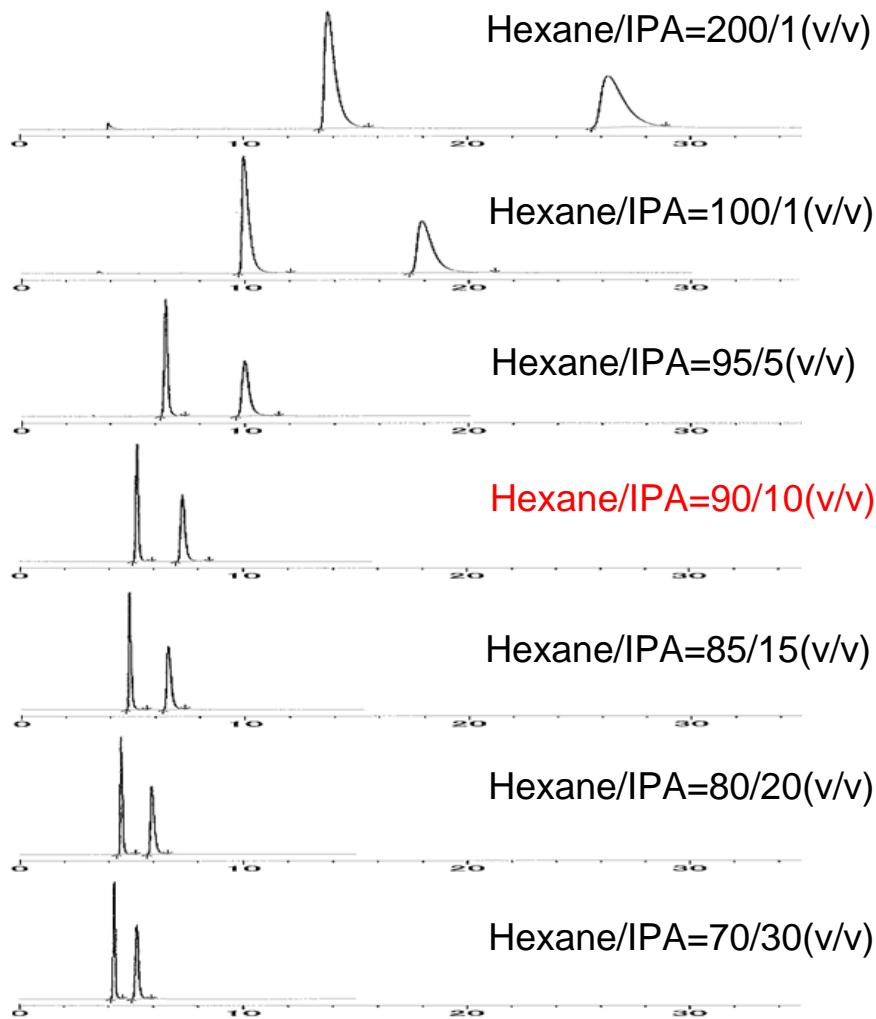 Hexane/IPA=200/1(v/v)
0 10 20 30
Hexane/IPA=100/1(v/v)
0 10 20 30
Hexane/IPA=95/5(v/v)
0 10 20 30
Hexane/IPA=90/10(v/v)
0 10 20 30
Hexane/IPA=85/15(v/v)
0 10 20 30
Hexane/IPA=80/20(v/v)
0 10 20 30
Hexane/IPA=70/30(v/v)
0 10 20 30